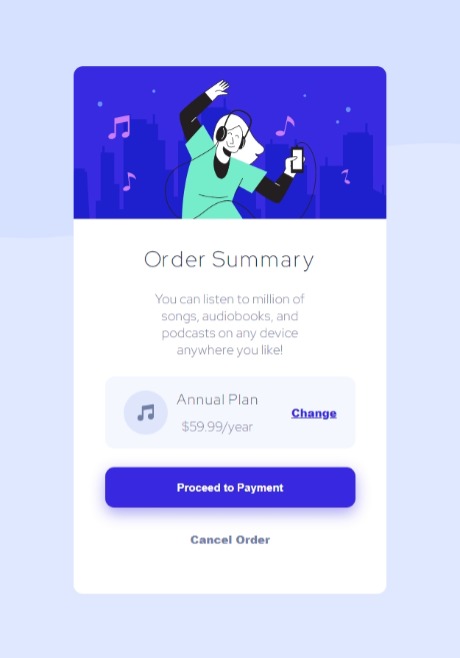 Order Summary
You can listen to million of
songs, audiobooks, and
podcasts on any device
anywhere you like!
Annual Plan
$59.99/year
Change
Proceed to Payment
Cancel Order